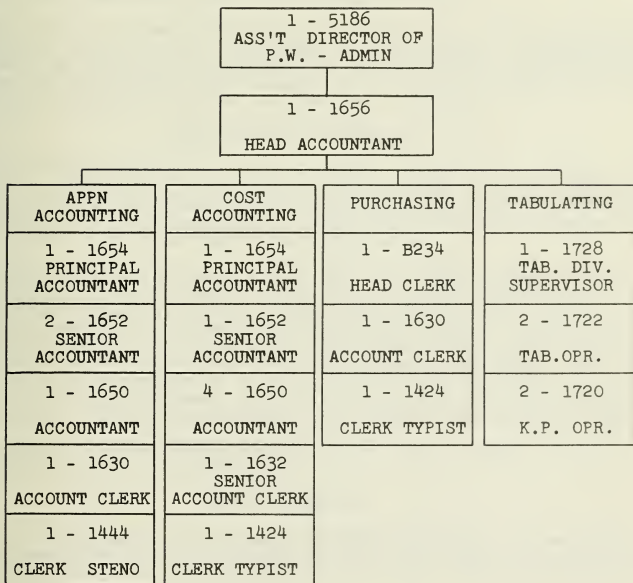 1 - 5186
ASS'T DIRECTOR OF
P.W. - ADMIN
1 - 1656
HEAD ACCOUNTANT
APPN
ACCOUNTING
1 - 1654
PRINCIPAL
ACCOUNTANT
2 - 1652
SENIOR
ACCOUNTANT
1 - 1650
ACCOUNTANT
1 - 1630
ACCOUNT CLERK
1 - 1444
CLERK STENO
COST
ACCOUNTING
1 - 1654
PRINCIPAL
ACCOUNTANT
1 - 1652
SENIOR
ACCOUNTANT
4 - 1650
ACCOUNTANT
1 - 1632
SENIOR
ACCOUNT CLERK
1 - 1424
CLERK TYPIST
PURCHASING
1 - B234
HEAD CLERK
1 - 1630
ACCOUNT CLERK
1 - 1424
CLERK TYPIST
TABULATING
1 - 1728
TAB. DIV.
SUPERVISOR
2 - 1722
TAB.OPR.
2 - 1720
K.P. OPR.